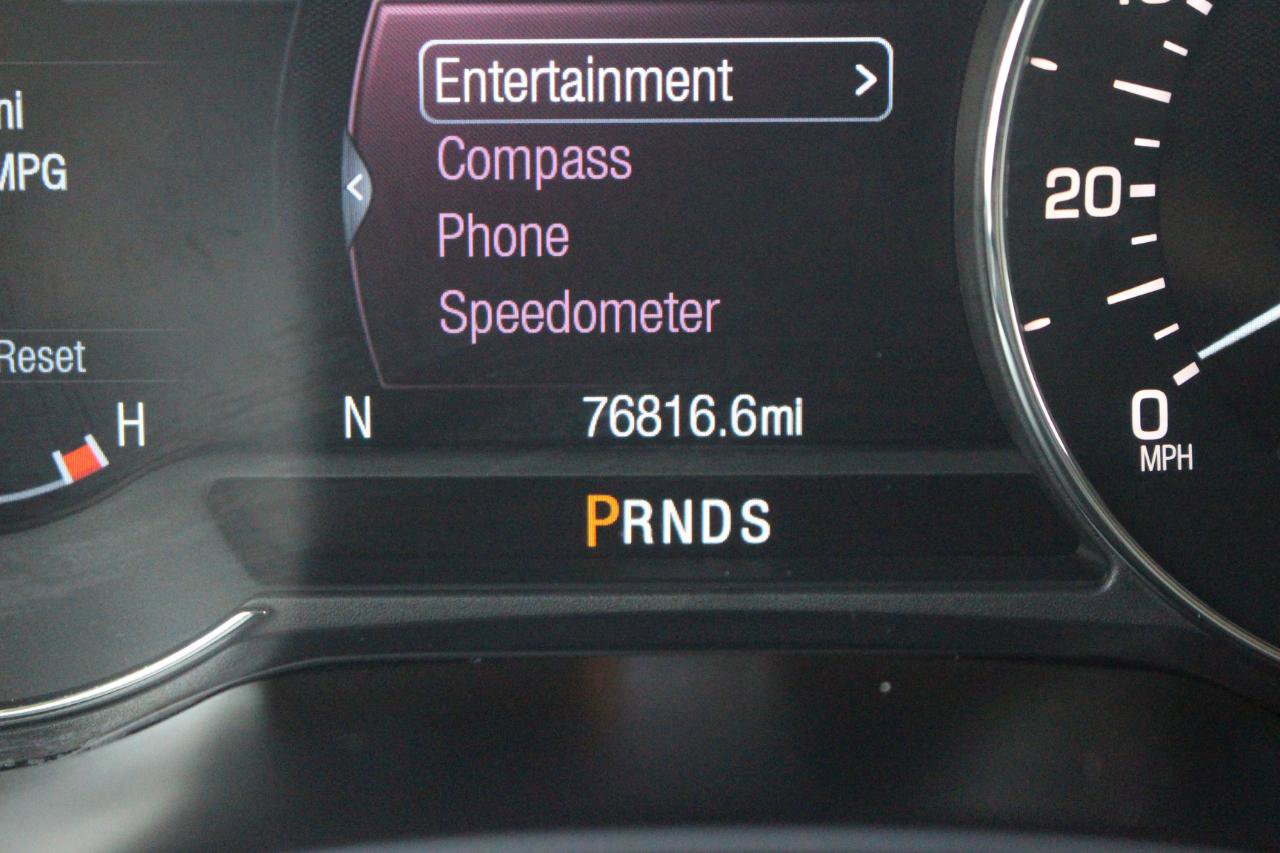 mi
MPG
Reset
H
Entertainment >
Compass
Phone
Speedometer
N 76816.6mi
PRNDS
20
0
MPH